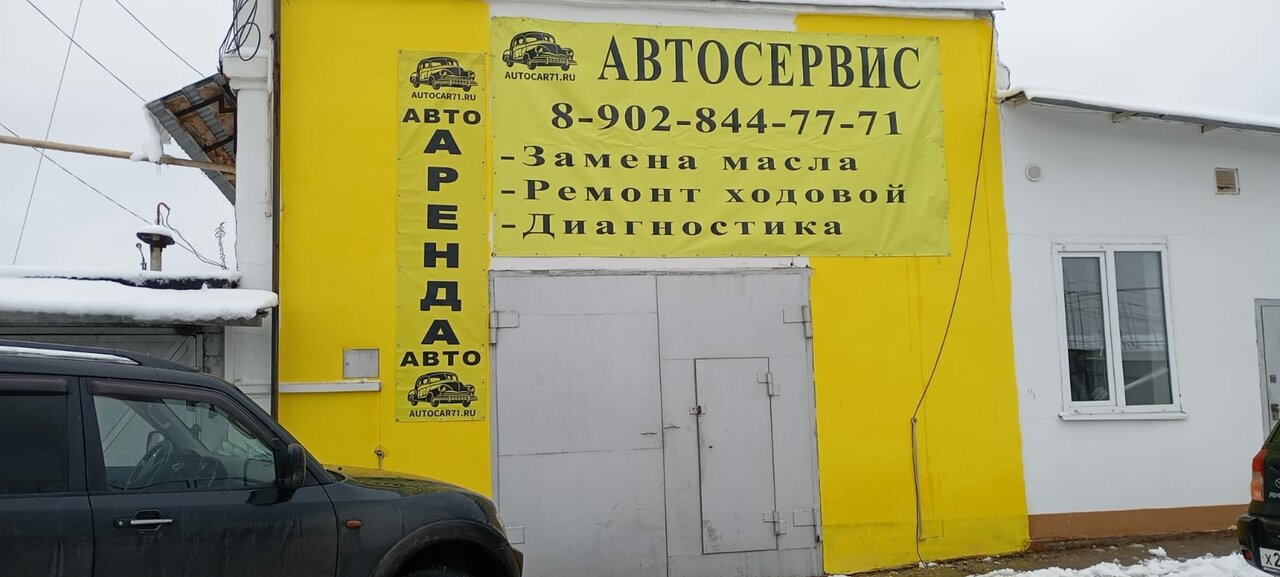 AUTOCAR71.RU
АВТО
АРЕНДА
АВТО
AUTOCAR71.RU
AUTOCAR71.RU
АВТОСЕРВИС
8-902-844-77-71
-Замена масла
-Ремонт ходовой
-Диагностика